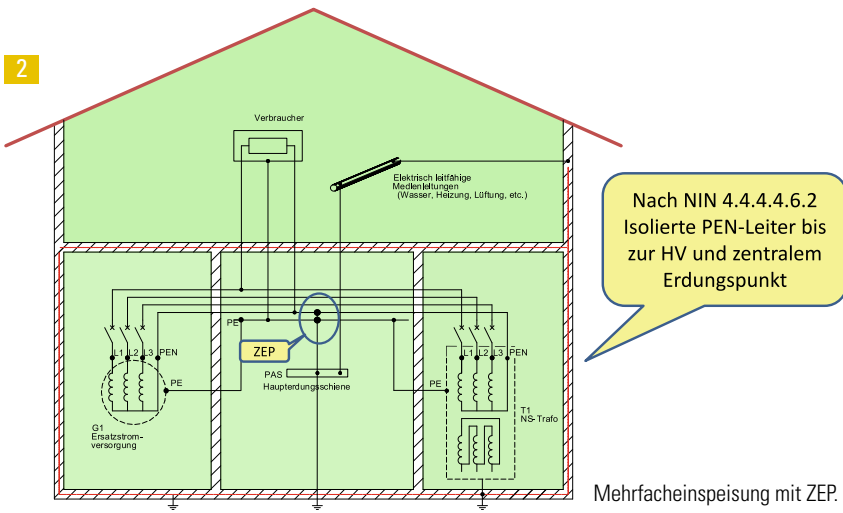 2
Verbraucher
Elektrisch leitfähige
Medienleitungen
(Wasser, Heizung, Lüftung, etc.)
Nach NIN 4.4.4.4.6.2
Isolierte PEN-Leiter bis
zur HV und zentralem
Erdungspunkt
PE
ZEP
L1 L2 L3 PEN
L1 L2 L3 PEN
PE
PAS
Haupterdungsschiene
PE
G1
Ersatzstrom-
versorgung
T1
NS-Trafo
Mehrfacheinspeisung mit ZEP.